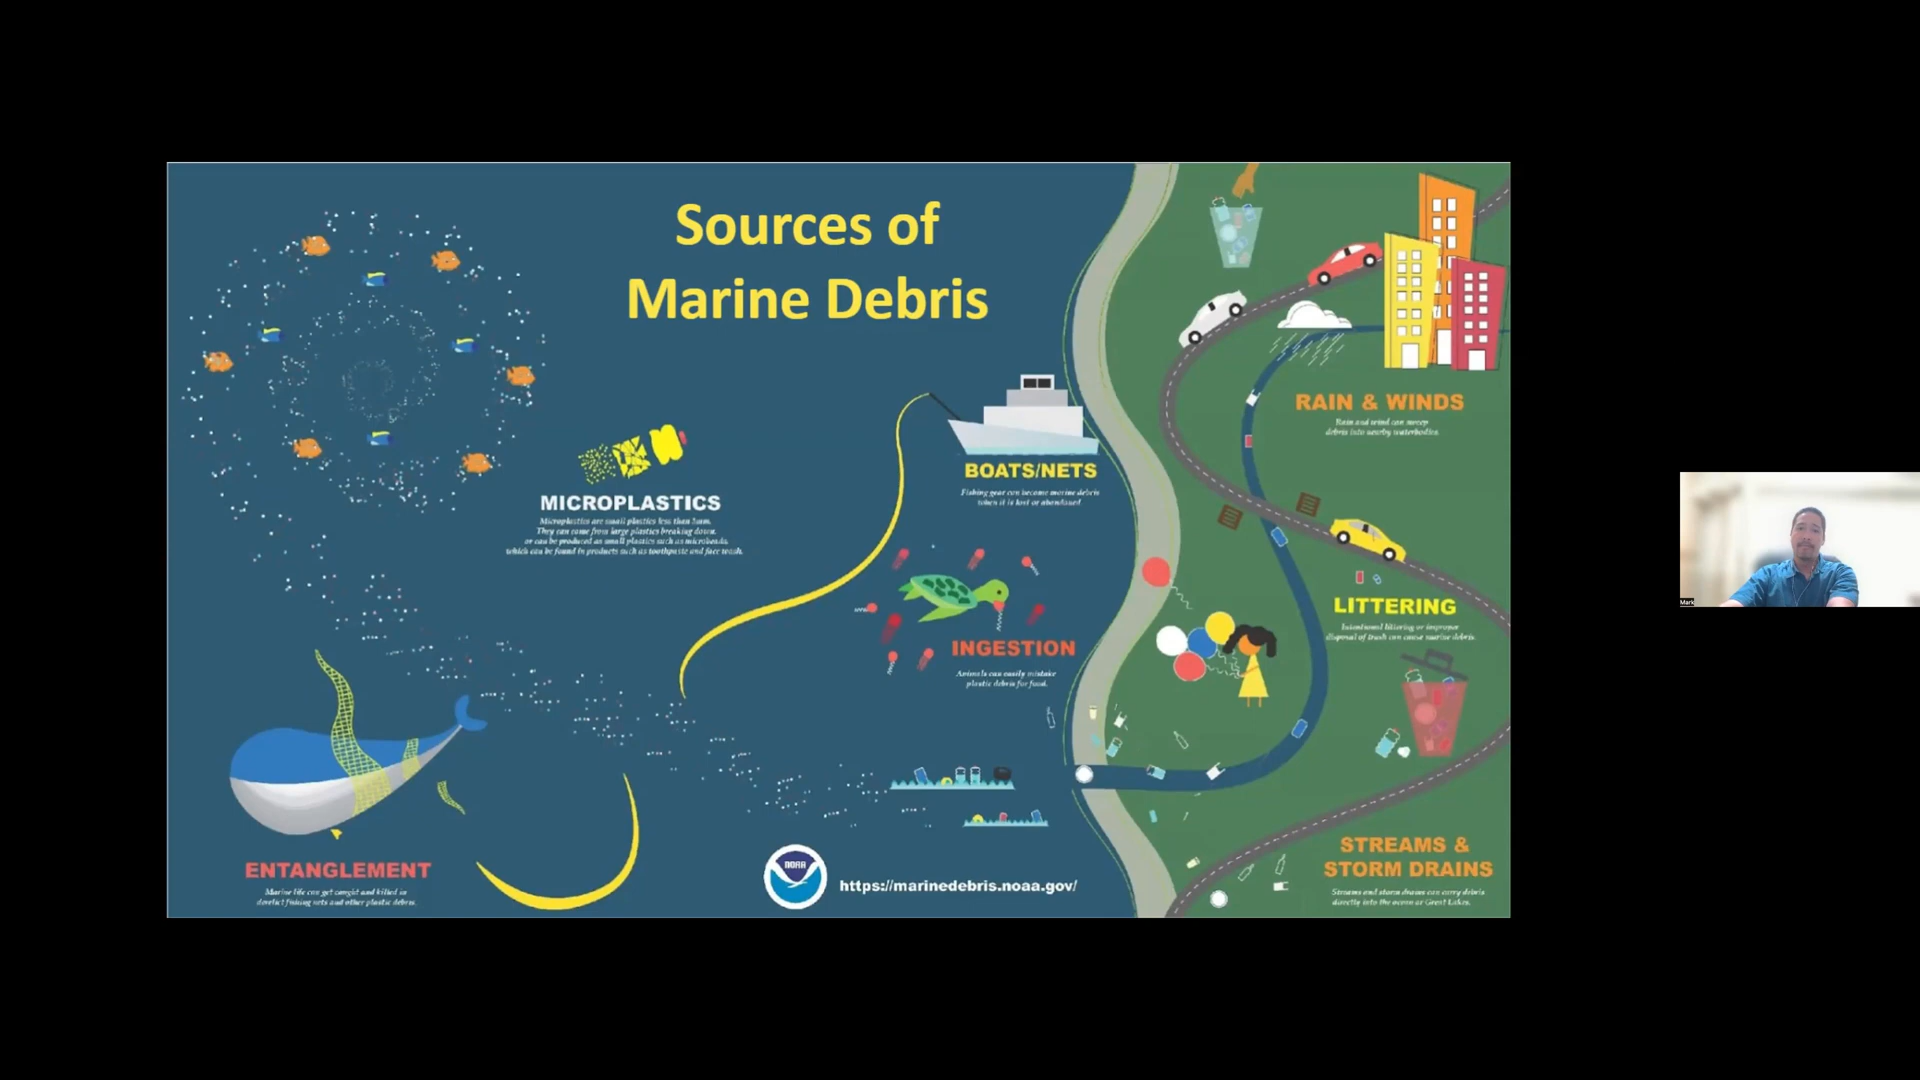 Sources of
Marine Debris
RAIN & WINDS
Rain and wind can sweep
debris into nearby waterbodies.
BOATS/NETS
Fishing gear can become marine debris
when it is lost or abandoned.
MICROPLASTICS
Microplastics are small plastics less than 5mm.
They can come from large plastics breaking down,
or can be produced as small plastics such as microbeads,
which can be found in products such as toothpaste and face wash.
LITTERING
Intentional littering or improper
disposal of trash can cause marine debris.
INGESTION
Animals can easily mistake
plastic debris for food.
STREAMS &
STORM DRAINS
Streams and storm drains can carry debris
directly into the ocean or Great Lakes.
ENTANGLEMENT
Marine life can get caught and killed in
derelict fishing nets and other plastic debris.
NOAA
https://marinedebris.noaa.gov/
Mark